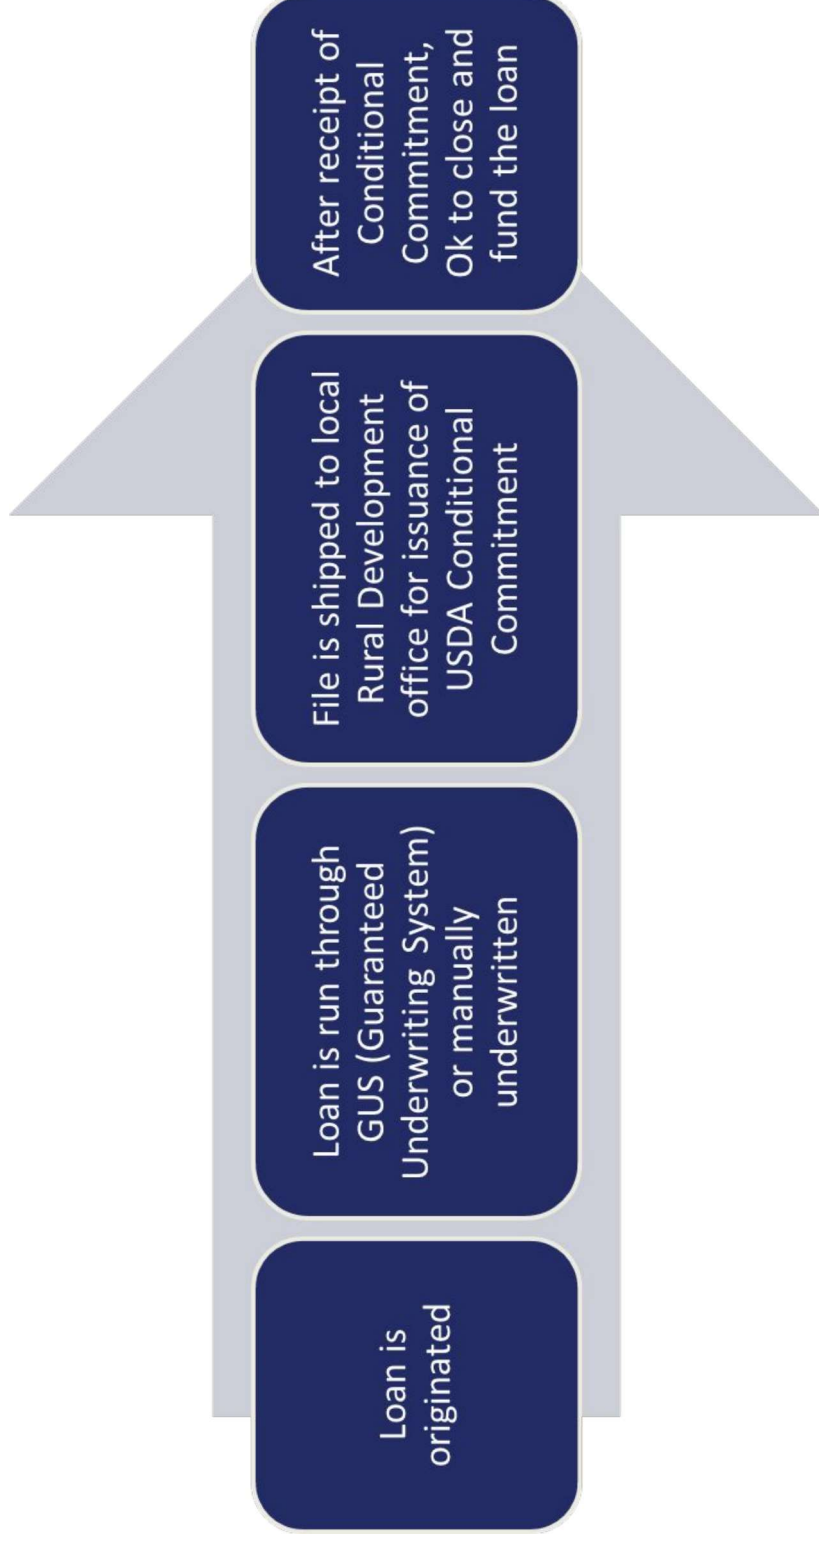 Loan is
originated
Loan is run through
GUS (Guaranteed
Underwriting System)
or manually
underwritten
File is shipped to local
Rural Development
office for issuance of
USDA Conditional
Commitment
After receipt of
Conditional
Commitment,
Ok to close and
fund the loan